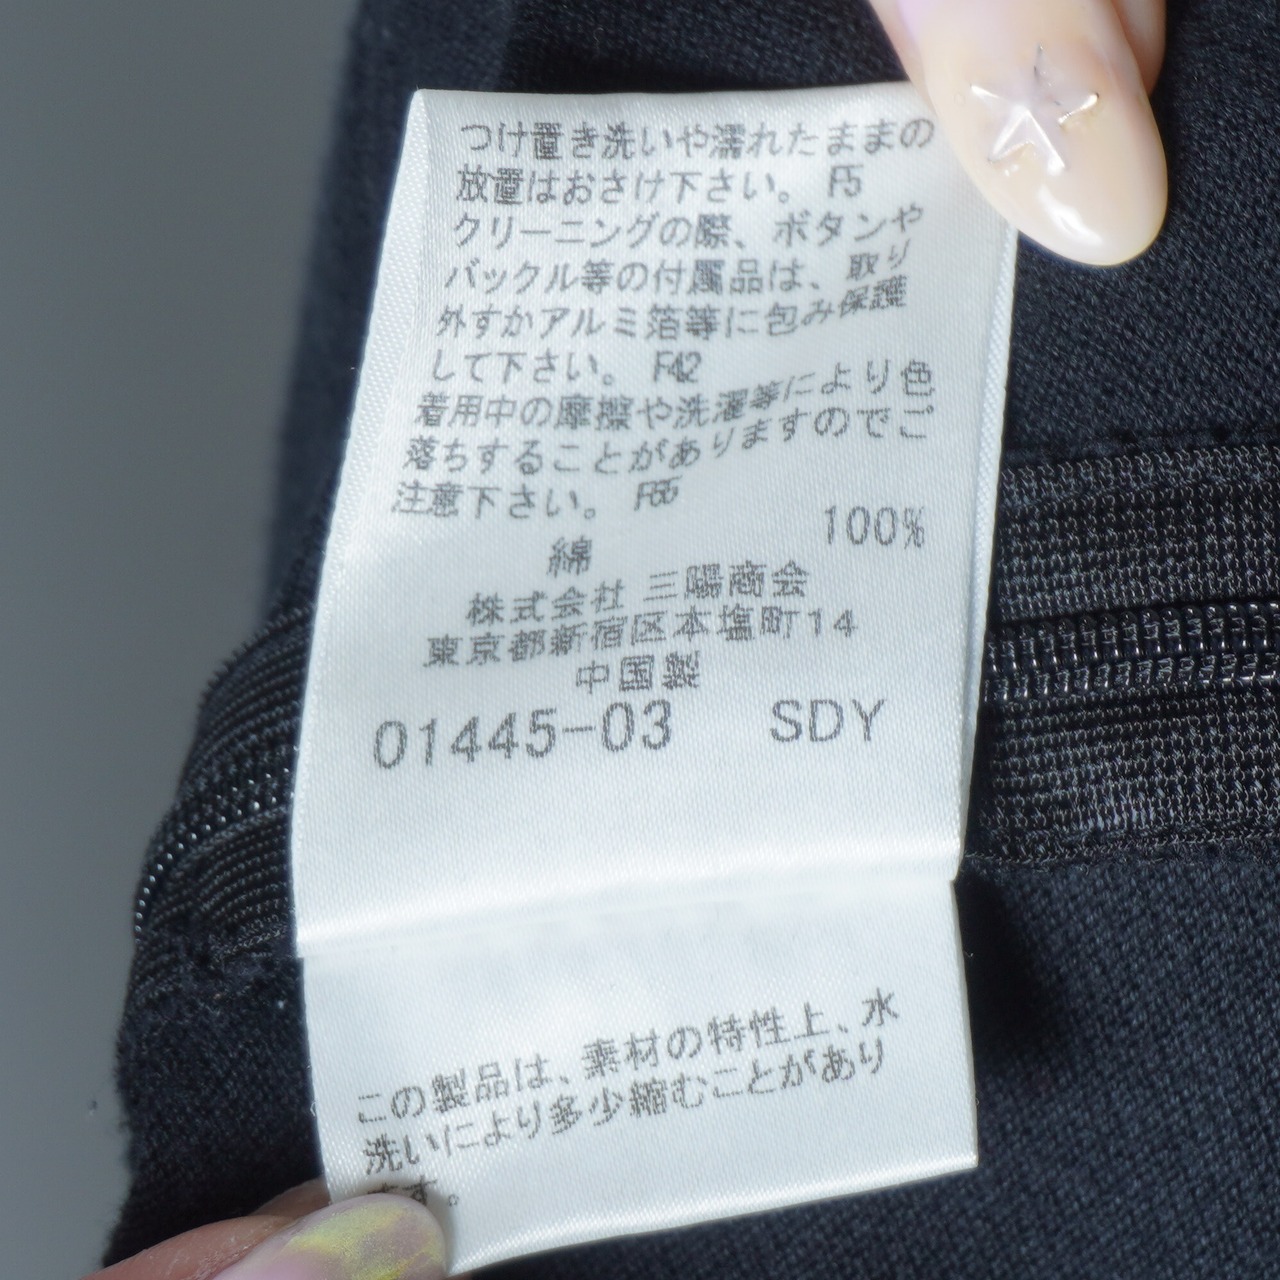 つけ置き洗いや濡れたままの
放置はおさけ下さい。 F5
クリーニングの際、ボタンや
バックル等の付属品は、取り
外すかアルミ箔等に包み保護
して下さい。 F42
着用中の摩擦や洗濯等により色
落ちすることがありますのでご
注意下さい。 F65
綿 100%
株式会社 三陽商会
東京都新宿区本塩町14
中国製
01445-03 SDY
この製品は、素材の特性上、水
洗いにより多少縮むことがあり
ます。